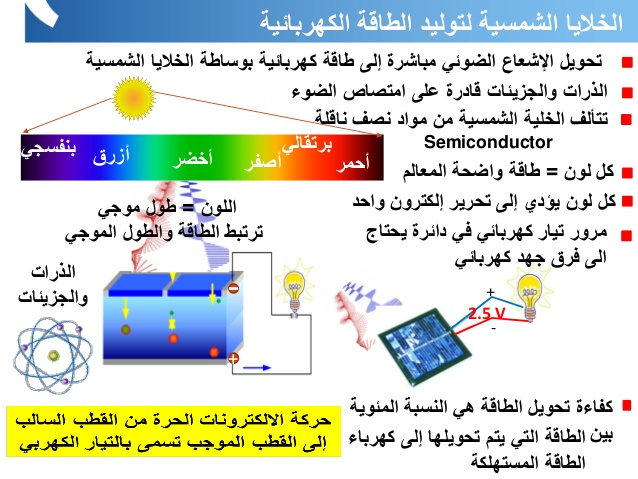 الخلايا الشمسية لتوليد الطاقة الكهربائية
تحويل الإشعاع الضوئي مباشرة إلى طاقة كهربائية بوساطة الخلايا الشمسية
الذرات والجزيئات قادرة على امتصاص الضوء
تتألف الخلية الشمسية من مواد نصف ناقلة
Semiconductor
أحمر برتقالي أصفر أخضر أزرق بنفسجي
كل لون = طاقة واضحة المعالم
كل لون يؤدي إلى تحرير إلكترون واحد
مرور تيار كهربائي في دائرة يحتاج
الى فرق جهد كهربائي
اللون = طول موجي
ترتبط الطاقة والطول الموجي
الذرات
والجزيئات
+
2.5 V
-
كفاءة تحويل الطاقة هي النسبة المئوية
بين الطاقة التي يتم تحويلها إلى كهرباء
الطاقة المستهلكة
حركة الالكترونات الحرة من القطب السالب
إلى القطب الموجب تسمى بالتيار الكهربي